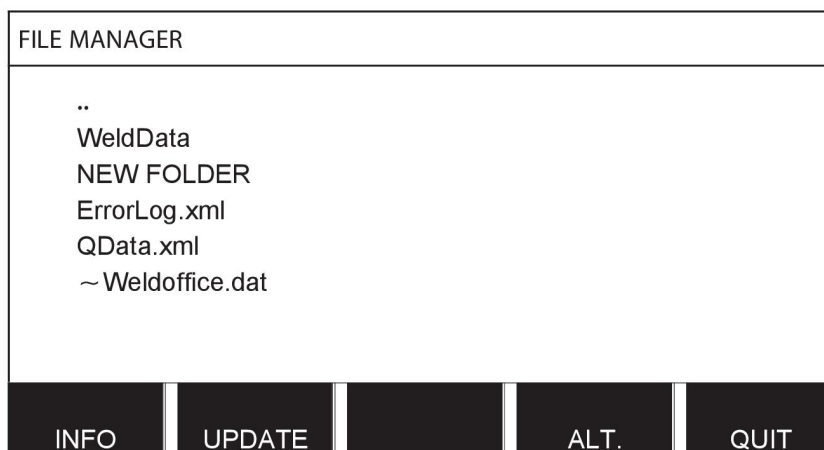 FILE MANAGER
..
WeldData
NEW FOLDER
ErrorLog.xml
QData.xml
~Weldoffice.dat
INFO UPDATE ALT. QUIT